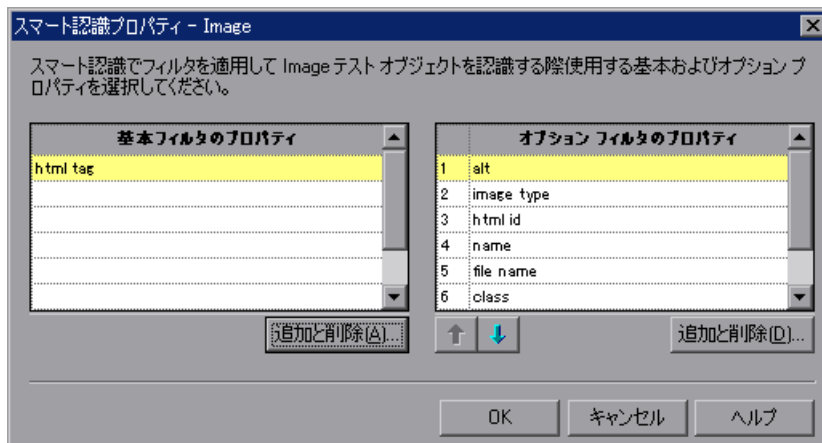 スマート認識プロパティ - Image
スマート認識でフィルタを適用して Image テスト オブジェクトを認識する際使用する基本およびオプション プ
ロパティを選択してください。
基本フィルタのプロパティ
html tag
オプション フィルタのプロパティ
1 alt
2 image type
3 html id
4 name
5 file name
6 class
追加と削除(A)...
追加と削除(D)...
OK
キャンセル
ヘルプ